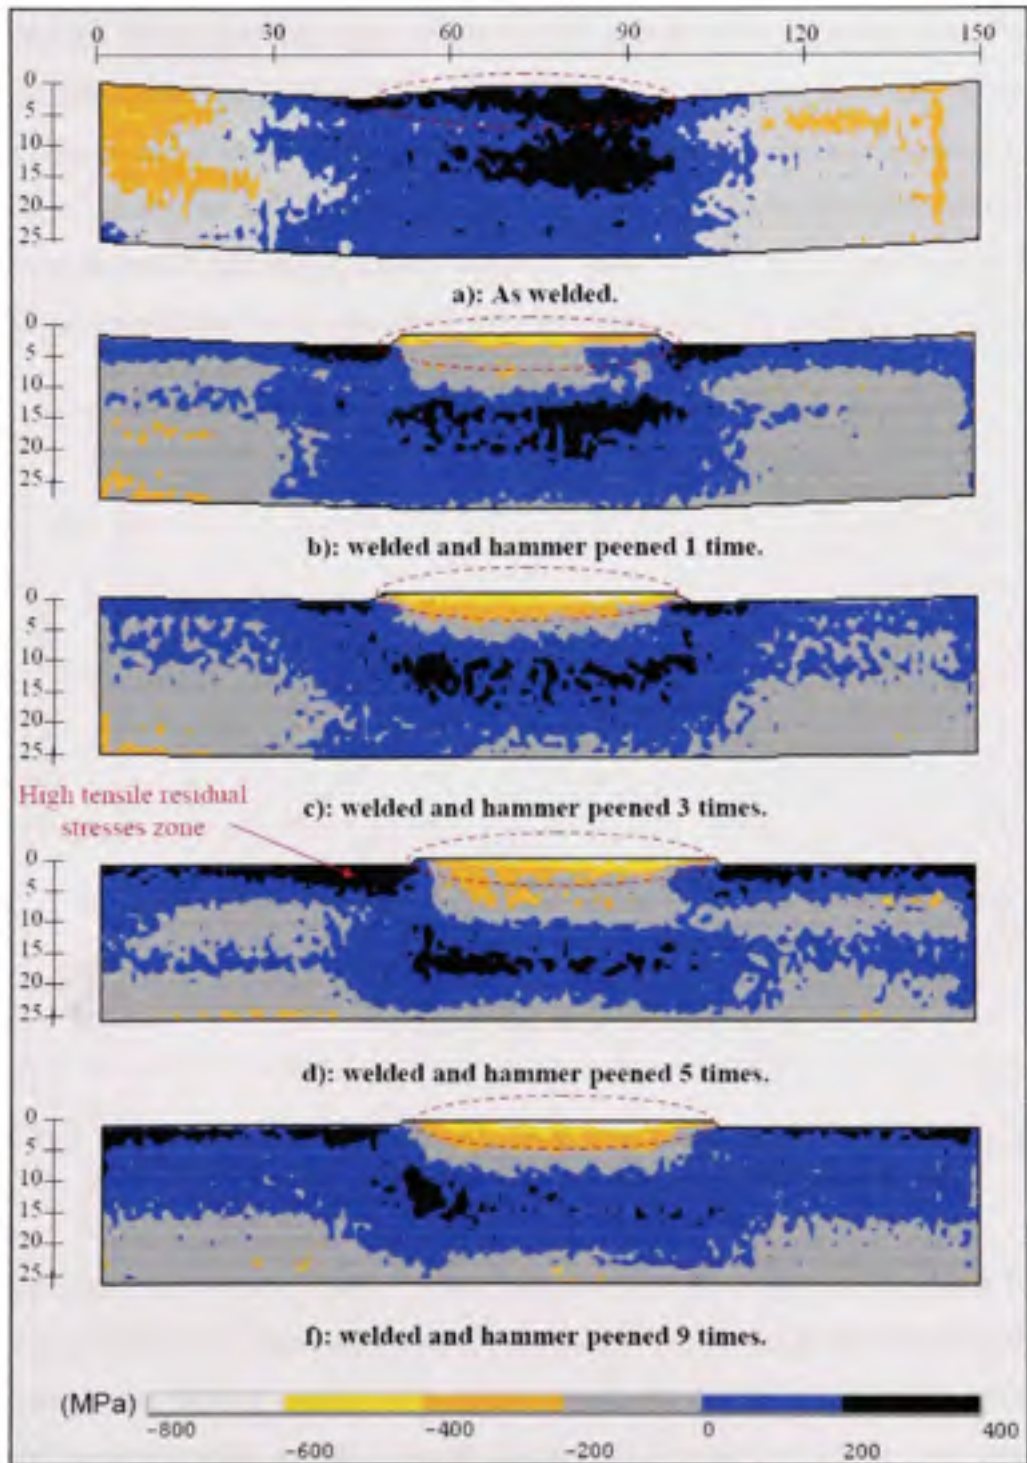 0 30 60 90 120 150
0
5
10
15
20
25
a): As welded.
0
5
10
15
20
25
b): welded and hammer peened 1 time.
0
5
10
15
20
25
High tensile residual
stresses zone
c): welded and hammer peened 3 times.
0
5
10
15
20
25
d): welded and hammer peened 5 times.
0
5
10
15
20
25
f): welded and hammer peened 9 times.
(MPa)
-800 -400 0 400
-600 -200 200